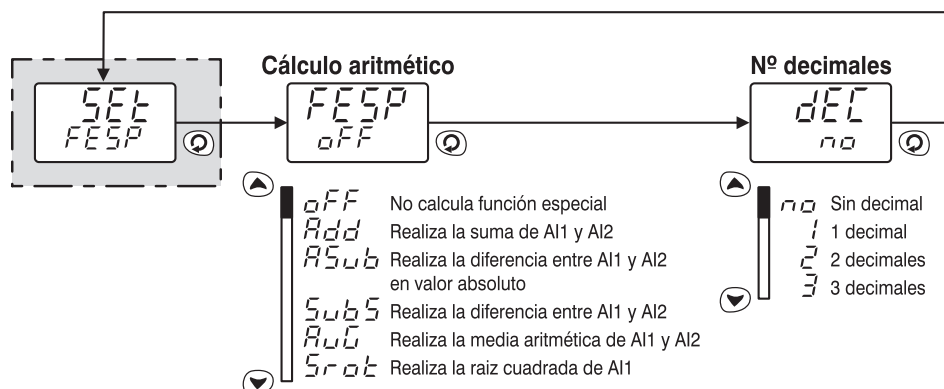 Cálculo aritmético
Nº decimales
SEt
FESP
FESP
oFF
dEC
no
oFF No calcula función especial
Add Realiza la suma de AI1 y AI2
ASub Realiza la diferencia entre AI1 y AI2
en valor absoluto
SubS Realiza la diferencia entre AI1 y AI2
AuG Realiza la media aritmética de AI1 y AI2
Srot Realiza la raiz cuadrada de AI1
no Sin decimal
1 1 decimal
2 2 decimales
3 3 decimales